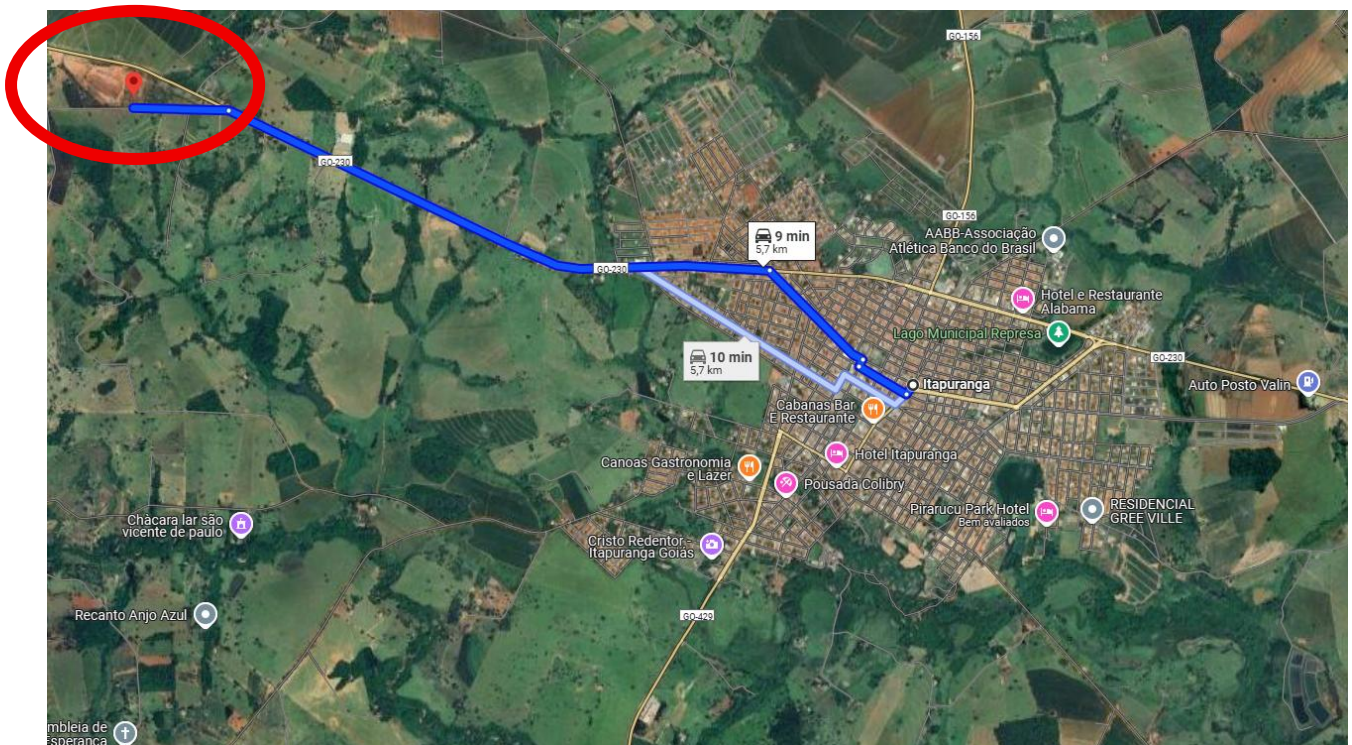 GO-156
GO-230
9 min
5,7 km
GO-156
AABB-Associação
Atlética Banco do Brasil
GO-230
Hotel e Restaurante
Alabama
Lago Municipal Represa
10 min
5,7 km
GO-230
Itapuranga
Auto Posto Valin
Cabanas Bar
E Restaurante
Canoas Gastronomia
e Lazer
Hotel Itapuranga
Pousada Colibry
Pirarucu Park Hotel
Bem avaliados
RESIDENCIAL
GREE VILLE
Chácara lar são
vicente de paulo
Cristo Redentor -
Itapuranga Goiás
Recanto Anjo Azul
GO-429
mbleia de
Esperança